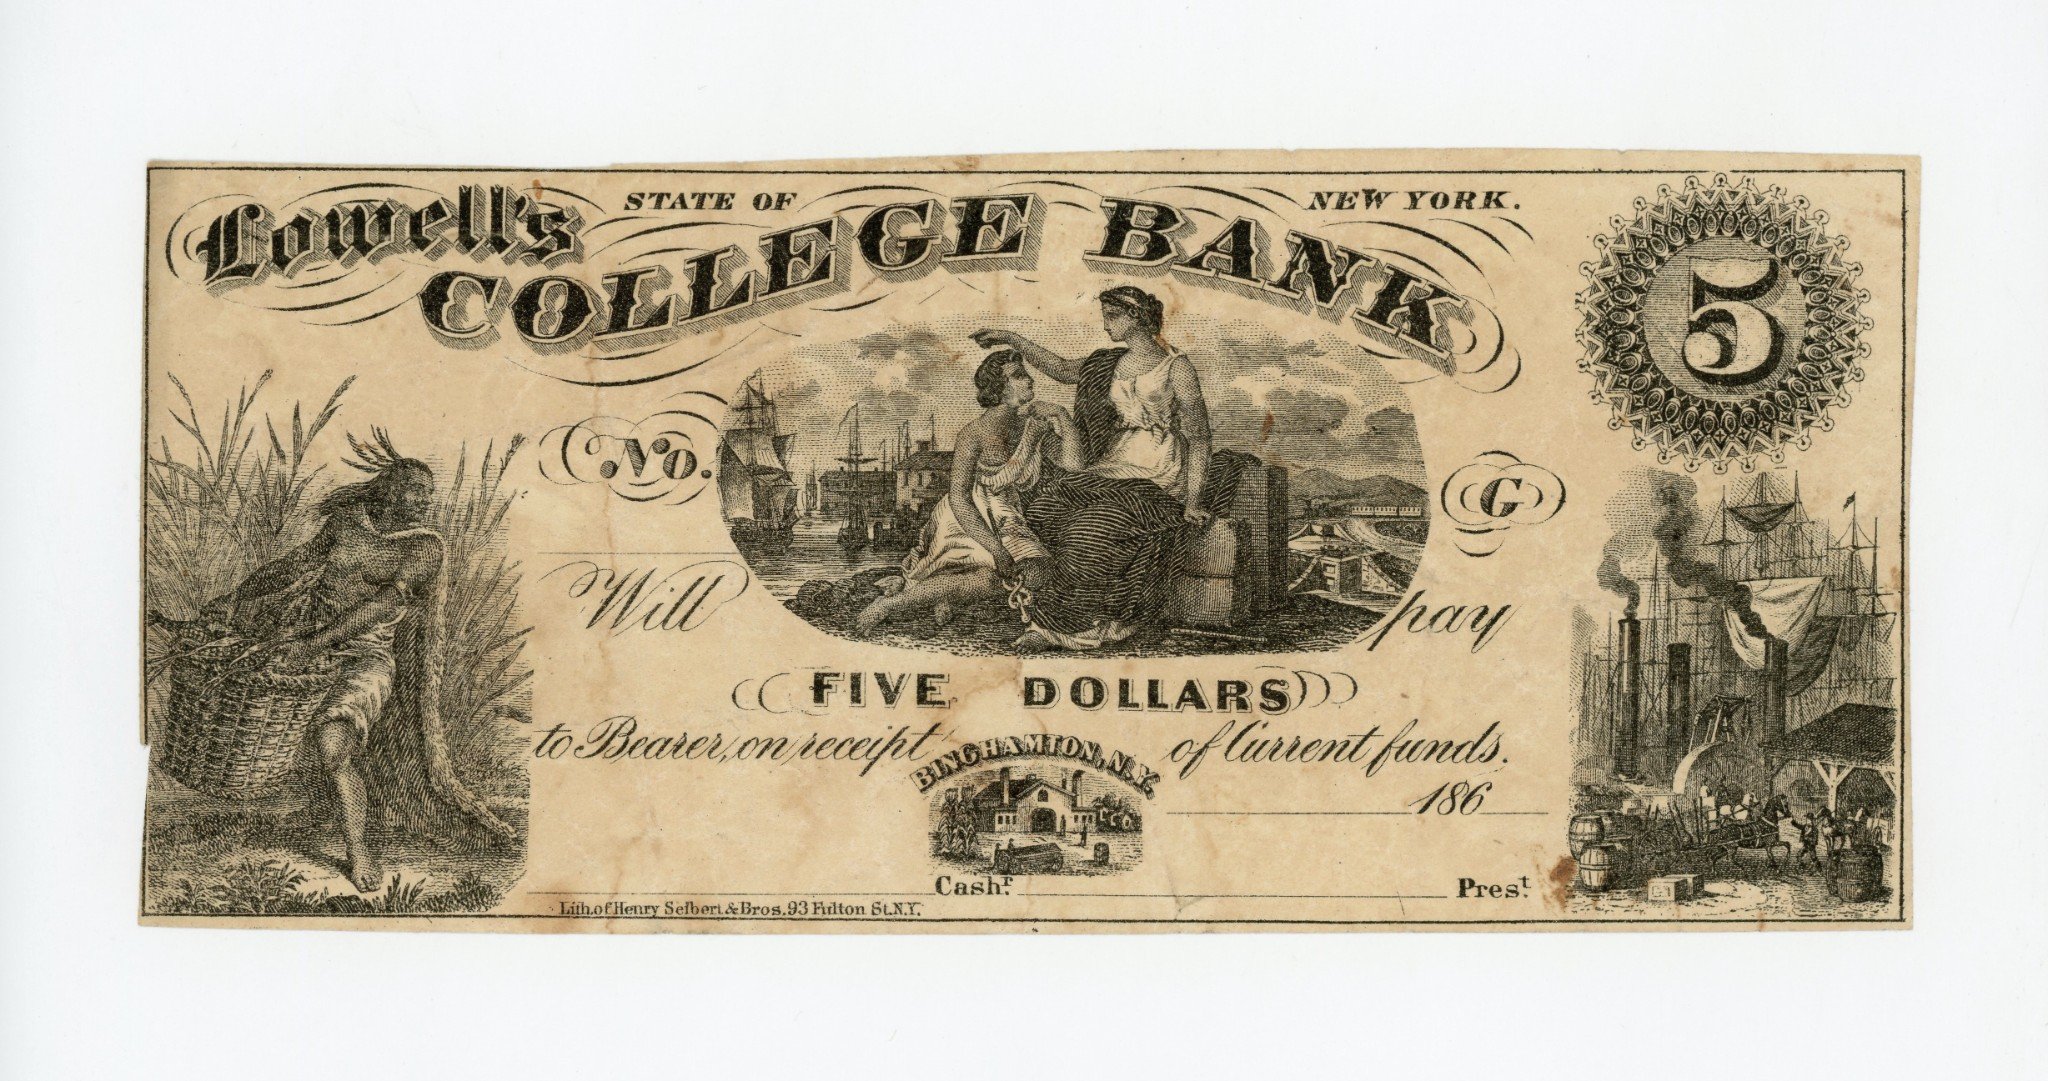 Lowell's STATE OF NEW YORK.
COLLEGE BANK
5
No. G
Will pay
FIVE DOLLARS
to Bearer, on receipt of Current funds.
BINGHAMTON, N.Y.
186
Cashr. Prest.
Lith. of Henry Seibert & Bros. 93 Fulton St. N.Y.